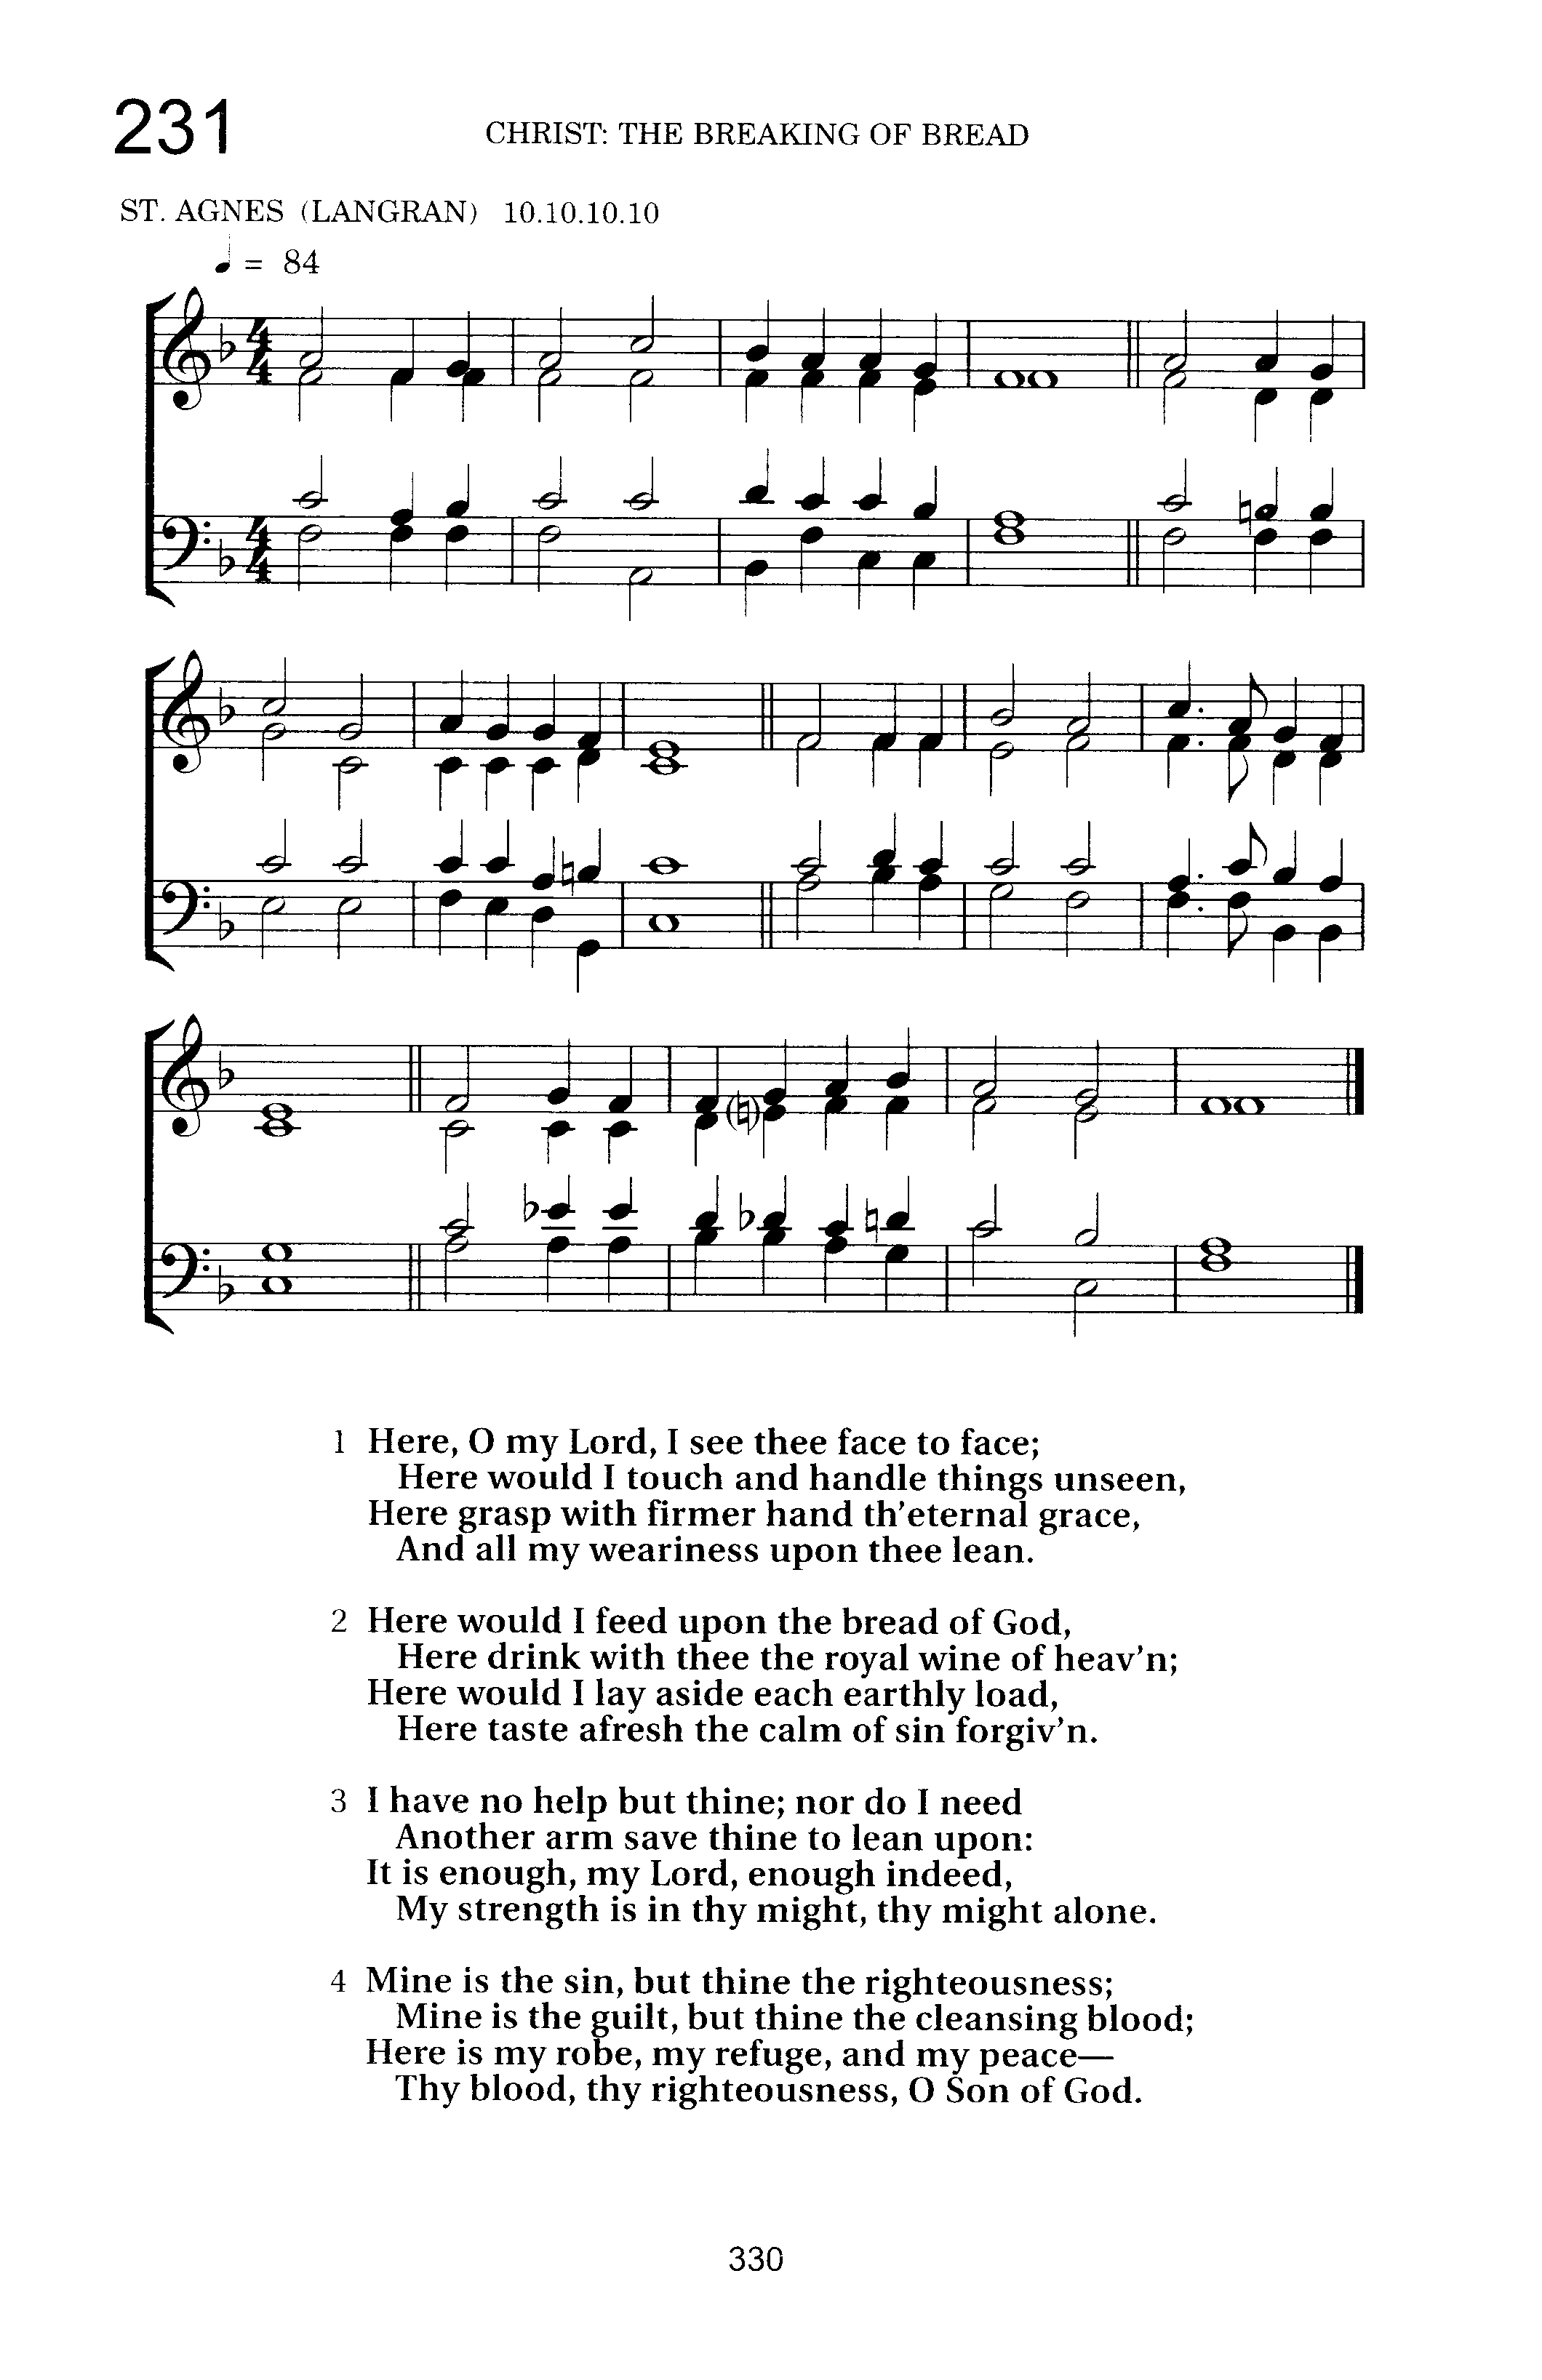 231
CHRIST: THE BREAKING OF BREAD
ST. AGNES (LANGRAN) 10.10.10.10
♩ = 84
1 Here, O my Lord, I see thee face to face;
Here would I touch and handle things unseen,
Here grasp with firmer hand th’eternal grace,
And all my weariness upon thee lean.
2 Here would I feed upon the bread of God,
Here drink with thee the royal wine of heav’n;
Here would I lay aside each earthly load,
Here taste afresh the calm of sin forgiv’n.
3 I have no help but thine; nor do I need
Another arm save thine to lean upon:
It is enough, my Lord, enough indeed,
My strength is in thy might, thy might alone.
4 Mine is the sin, but thine the righteousness;
Mine is the guilt, but thine the cleansing blood;
Here is my robe, my refuge, and my peace—
Thy blood, thy righteousness, O Son of God.
330